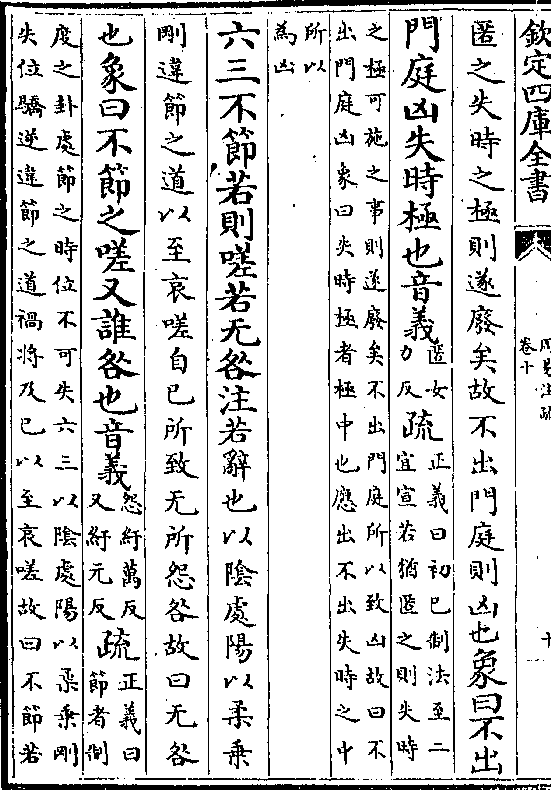 欽定四庫全書
周易注疏
卷十
匿之失時之極則遂廢矣故不出門庭則凶也象曰不出
門庭凶失時極也音義匿女力反疏正義曰初已制法至二宜宣若猶匿之則失時
之極可施之事則遂廢矣不出門庭所以致凶故曰不
出門庭凶象曰失時極者極中也應出不出失時之中
所以
為凶
六三不節若則嗟若无咎注若辭也以陰處陽以柔乗
剛違節之道以至哀嗟自已所致无所怨咎故曰无咎
也象曰不節之嗟又誰咎也音義怨紆萬反又紆元反疏正義曰節者制
度之卦處節之時位不可失六三以陰處陽以柔乗剛
失位驕逆違節之道禍將及已以至哀嗟故曰不節若